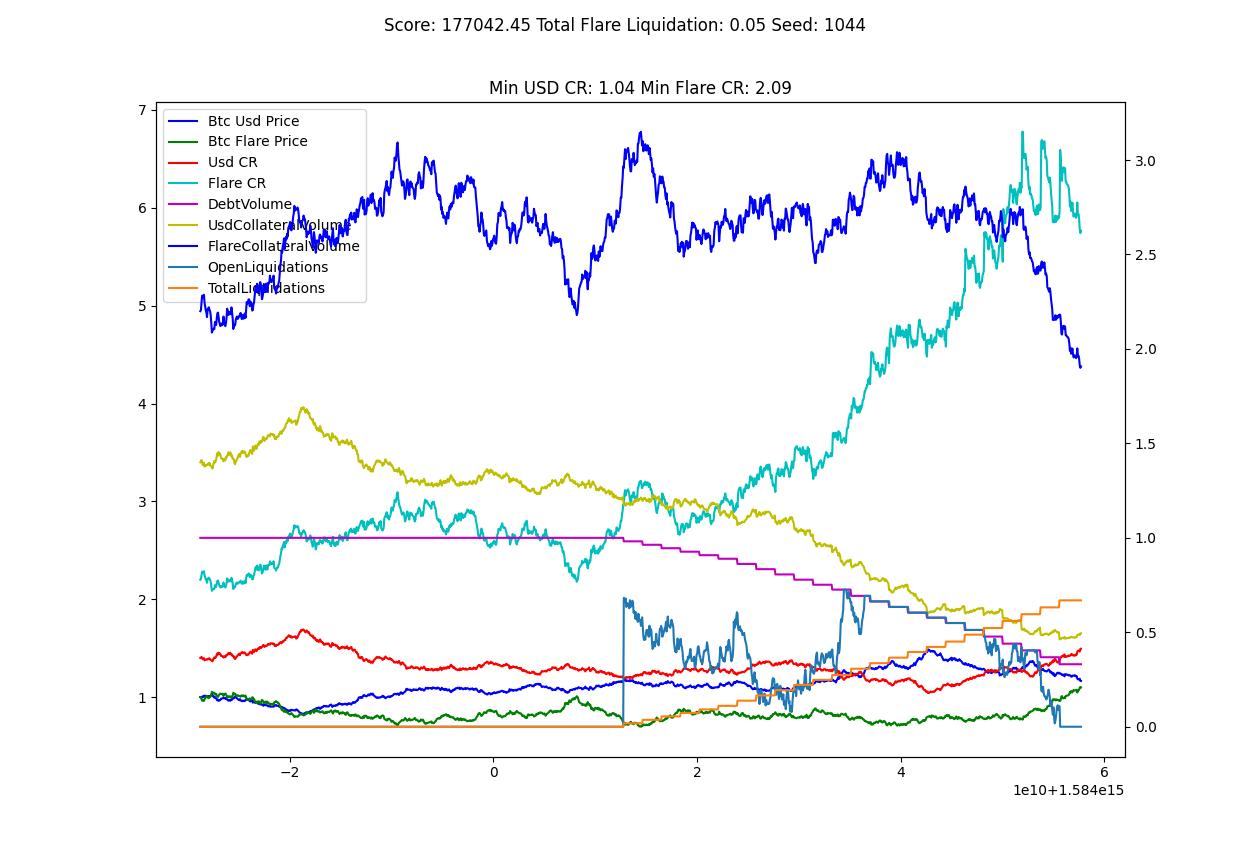 Score: 177042.45 Total Flare Liquidation: 0.05 Seed: 1044
Min USD CR: 1.04 Min Flare CR: 2.09
Btc Usd Price
Btc Flare Price
Usd CR
Flare CR
DebtVolume
UsdCollateralVolume
FlareCollateralVolume
OpenLiquidations
TotalLiquidations
7
6
5
4
3
2
1
3.0
2.5
2.0
1.5
1.0
0.5
0.0
−2
0
2
4
6
1e10+1.584e15